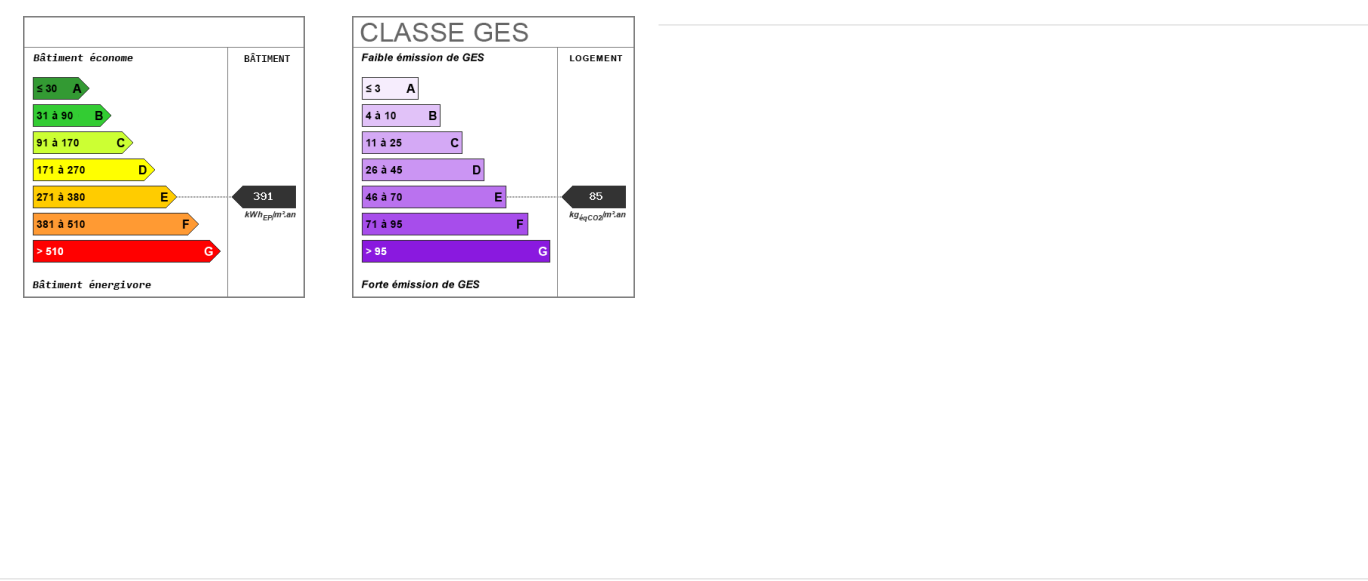 Bâtiment économe
BÂTIMENT
≤ 30 A
31 à 90 B
91 à 170 C
171 à 270 D
271 à 380 E
391
kWhEP/m².an
381 à 510 F
> 510 G
Bâtiment énergivore
CLASSE GES
Faible émission de GES
LOGEMENT
≤ 3 A
4 à 10 B
11 à 25 C
26 à 45 D
46 à 70 E
85
kgéqCO2/m².an
71 à 95 F
> 95 G
Forte émission de GES